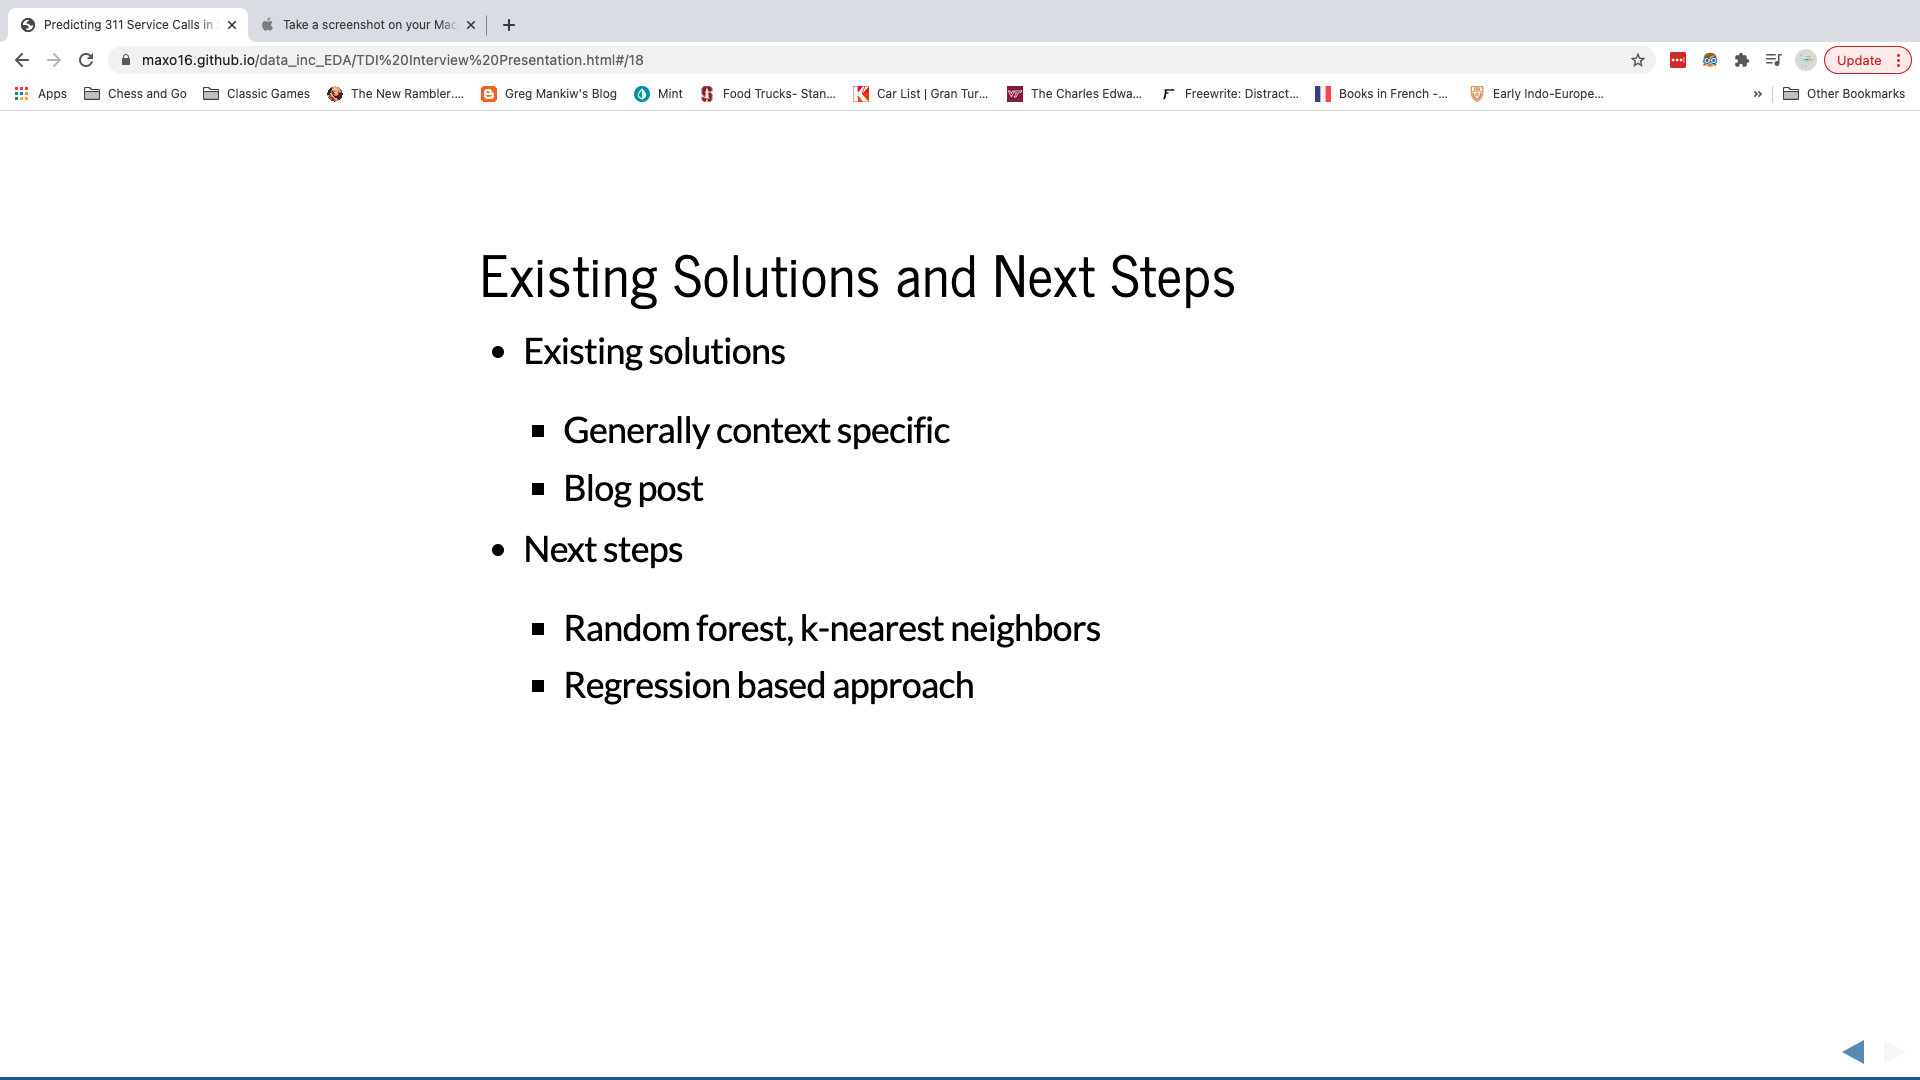 Predicting 311 Service Calls in
Take a screenshot on your Mac
maxo16.github.io/data_inc_EDA/TDI%20Interview%20Presentation.html#/18
Update
Apps
Chess and Go
Classic Games
The New Rambler....
Greg Mankiw's Blog
Mint
Food Trucks- Stan...
Car List | Gran Tur...
The Charles Edwa...
Freewrite: Distract...
Books in French -...
Early Indo-Europe...
»
Other Bookmarks
Existing Solutions and Next Steps
Existing solutions
Generally context specific
Blog post
Next steps
Random forest, k-nearest neighbors
Regression based approach